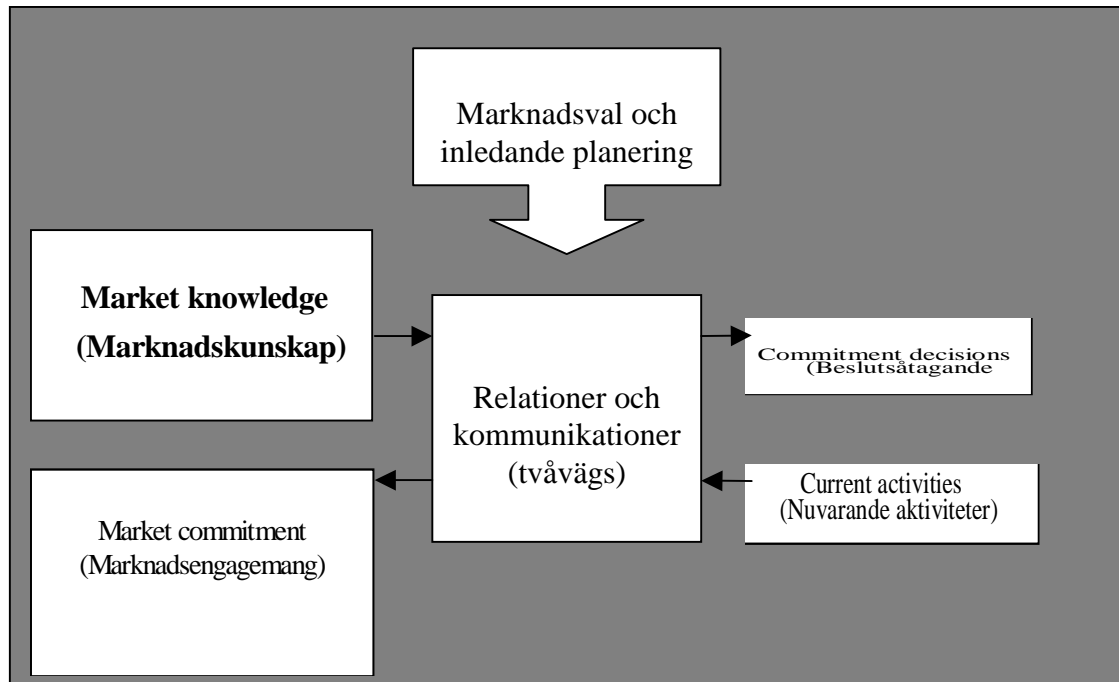 Marknadsval och
inledande planering
Market knowledge
(Marknadskunskap)
Relationer och
kommunikationer
(tvåvägs)
Commitment decisions
(Beslutsåtagande
Market commitment
(Marknadsengagemang)
Current activities
(Nuvarande aktiviteter)